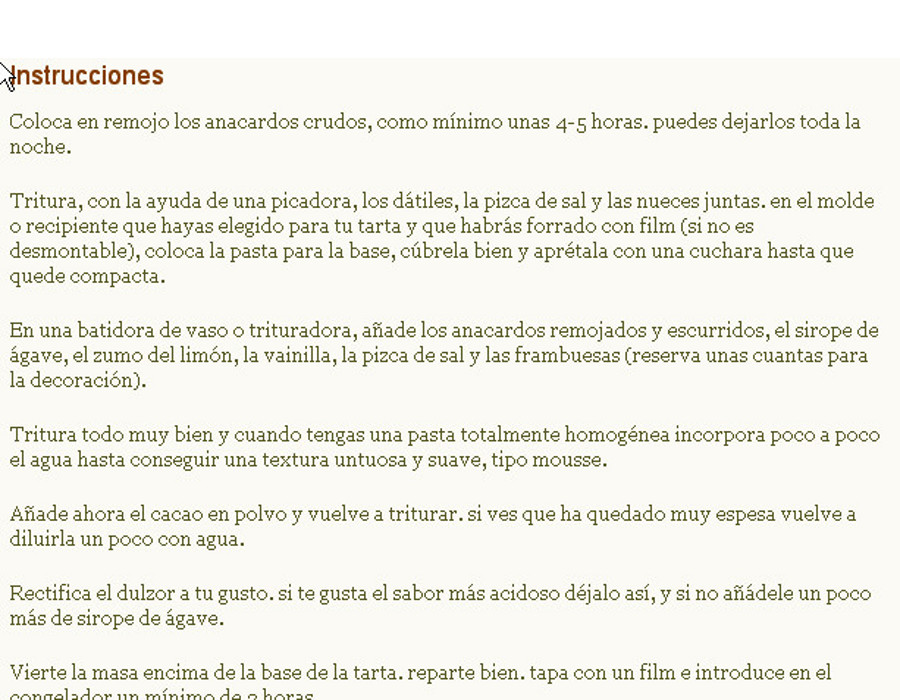 Instrucciones
Coloca en remojo los anacardos crudos, como mínimo unas 4-5 horas. puedes dejarlos toda la
noche.
Tritura, con la ayuda de una picadora, los dátiles, la pizca de sal y las nueces juntas. en el molde
o recipiente que hayas elegido para tu tarta y que habrás forrado con film (si no es
desmontable), coloca la pasta para la base, cúbrela bien y aprétala con una cuchara hasta que
quede compacta.
En una batidora de vaso o trituradora, añade los anacardos remojados y escurridos, el sirope de
ágave, el zumo del limón, la vainilla, la pizca de sal y las frambuesas (reserva unas cuantas para
la decoración).
Tritura todo muy bien y cuando tengas una pasta totalmente homogénea incorpora poco a poco
el agua hasta conseguir una textura untuosa y suave, tipo mousse.
Añade ahora el cacao en polvo y vuelve a triturar. si ves que ha quedado muy espesa vuelve a
diluirla un poco con agua.
Rectifica el dulzor a tu gusto. si te gusta el sabor más acidoso déjalo así, y si no añádele un poco
más de sirope de ágave.
Vierte la masa encima de la base de la tarta. reparte bien. tapa con un film e introduce en el
congelador un mínimo de horas